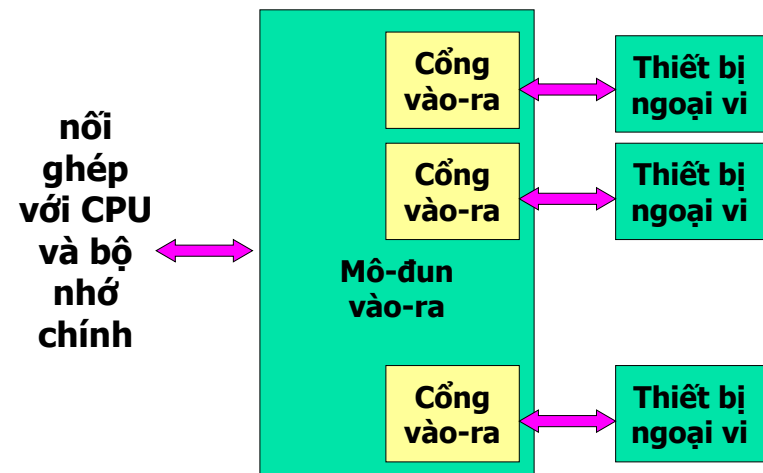 nối
ghép
với CPU
và bộ
nhớ
chính
Mô-đun
vào-ra
Cổng
vào-ra
Thiết bị
ngoại vi
Cổng
vào-ra
Thiết bị
ngoại vi
Cổng
vào-ra
Thiết bị
ngoại vi